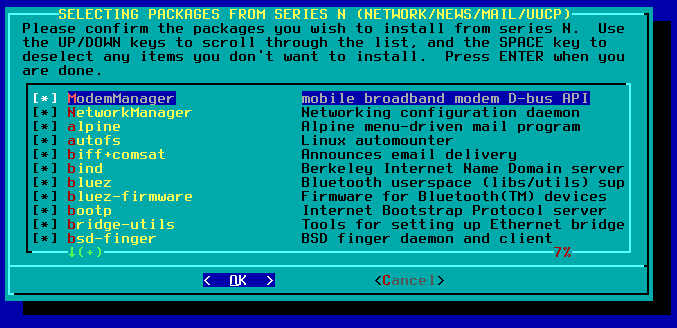 SELECTING PACKAGES FROM SERIES N (NETWORK/NEWS/MAIL/UUCP)
Please confirm the packages you wish to install from series N.  Use
the UP/DOWN keys to scroll through the list, and the SPACE key to
deselect any items you don't want to install.  Press ENTER when you
are done.
[*] ModemManager mobile broadband modem D-bus API
[*] NetworkManager Networking configuration daemon
[*] alpine Alpine menu-driven mail program
[*] autofs Linux automounter
[*] biff+comsat Announces email delivery
[*] bind Berkeley Internet Name Domain server
[*] bluez Bluetooth userspace (libs/utils) sup
[*] bluez-firmware Firmware for Bluetooth(TM) devices
[*] bootp Internet Bootstrap Protocol server
[*] bridge-utils Tools for setting up Ethernet bridge
[*] bsd-finger BSD finger daemon and client
↓(+) 7%
<  OK  > <Cancel>